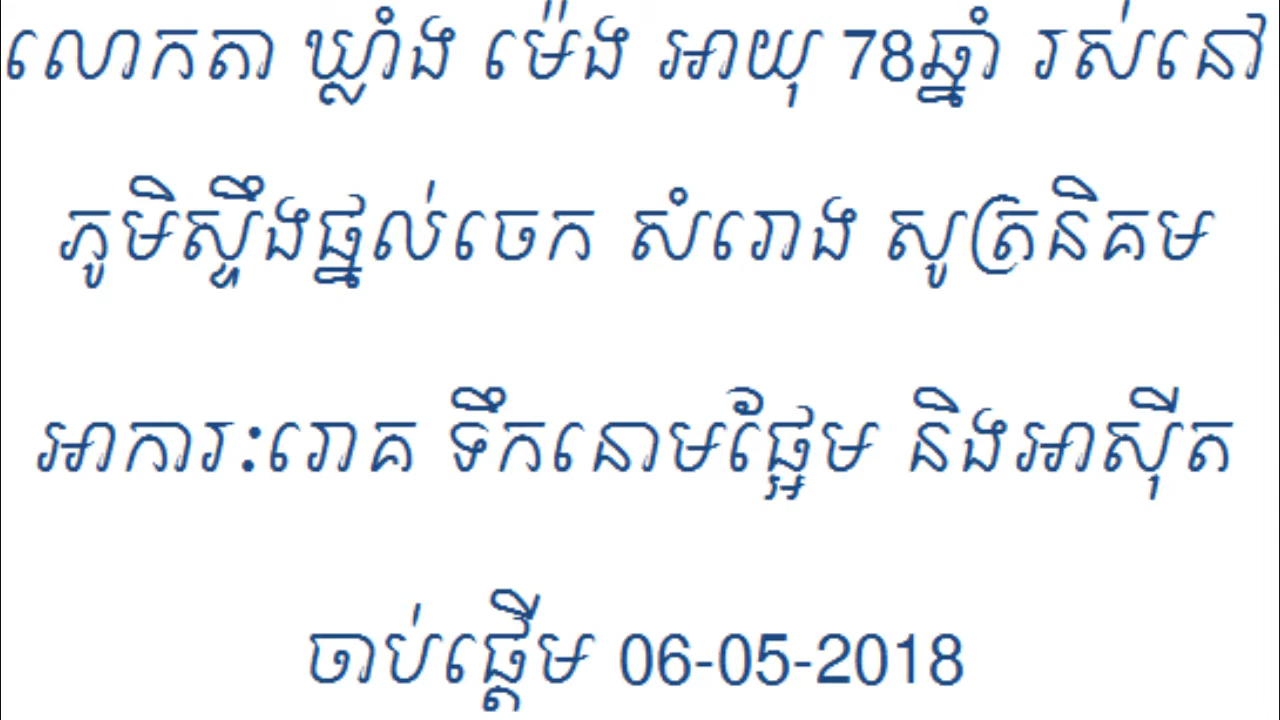 លោកតា ឃ្លាំង ម៉េង អាយុ 78ឆ្នាំ រស់នៅ
ភូមិស្ទឹងផ្នល់ចេក សំរោង សូត្រនិគម
អាការៈរោគ ទឹកនោមផ្អែម និងអាស៊ីត
ចាប់ផ្តើម 06-05-2018